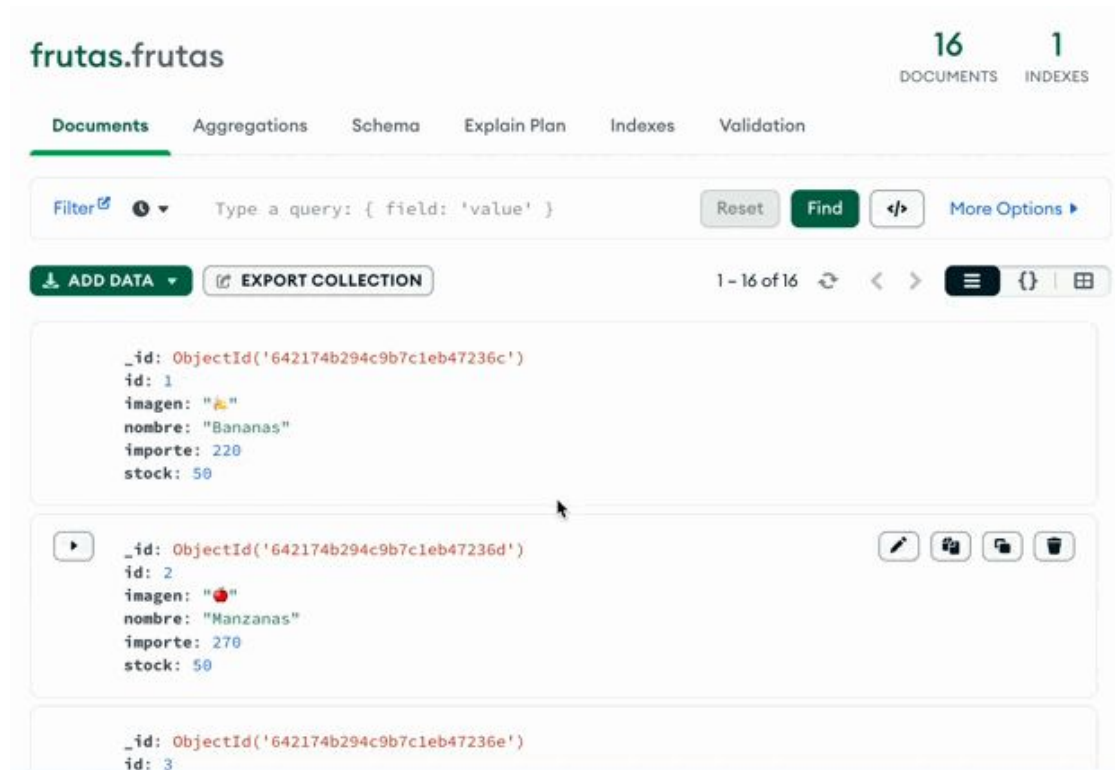 frutas.frutas
16 1
DOCUMENTS INDEXES
Documents Aggregations Schema Explain Plan Indexes Validation
Filter Type a query: { field: 'value' } Reset Find </> More Options
ADD DATA EXPORT COLLECTION 1 – 16 of 16 {}
_id: ObjectId('642174b294c9b7c1eb47236c')
id: 1
imagen: "🍌"
nombre: "Bananas"
importe: 220
stock: 50
_id: ObjectId('642174b294c9b7c1eb47236d')
id: 2
imagen: "🍎"
nombre: "Manzanas"
importe: 270
stock: 50
_id: ObjectId('642174b294c9b7c1eb47236e')
id: 3